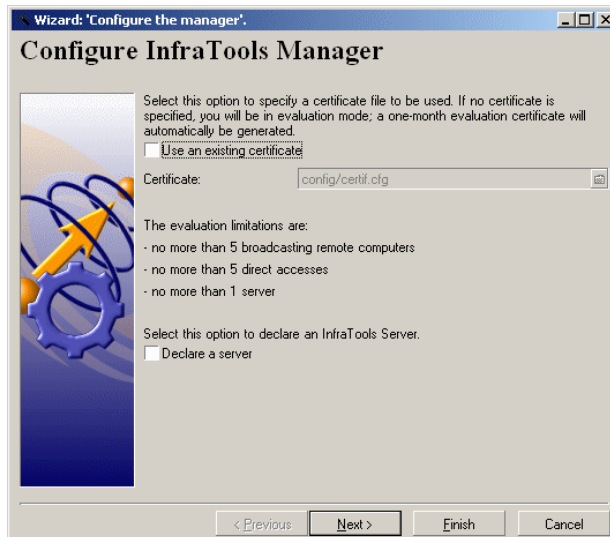 Wizard: 'Configure the manager'.
Configure InfraTools Manager
Select this option to specify a certificate file to be used. If no certificate is
specified, you will be in evaluation mode; a one-month evaluation certificate will
automatically be generated.
Use an existing certificate
Certificate: config/certif.cfg
The evaluation limitations are:
- no more than 5 broadcasting remote computers
- no more than 5 direct accesses
- no more than 1 server
Select this option to declare an InfraTools Server.
Declare a server
< Previous Next > Finish Cancel